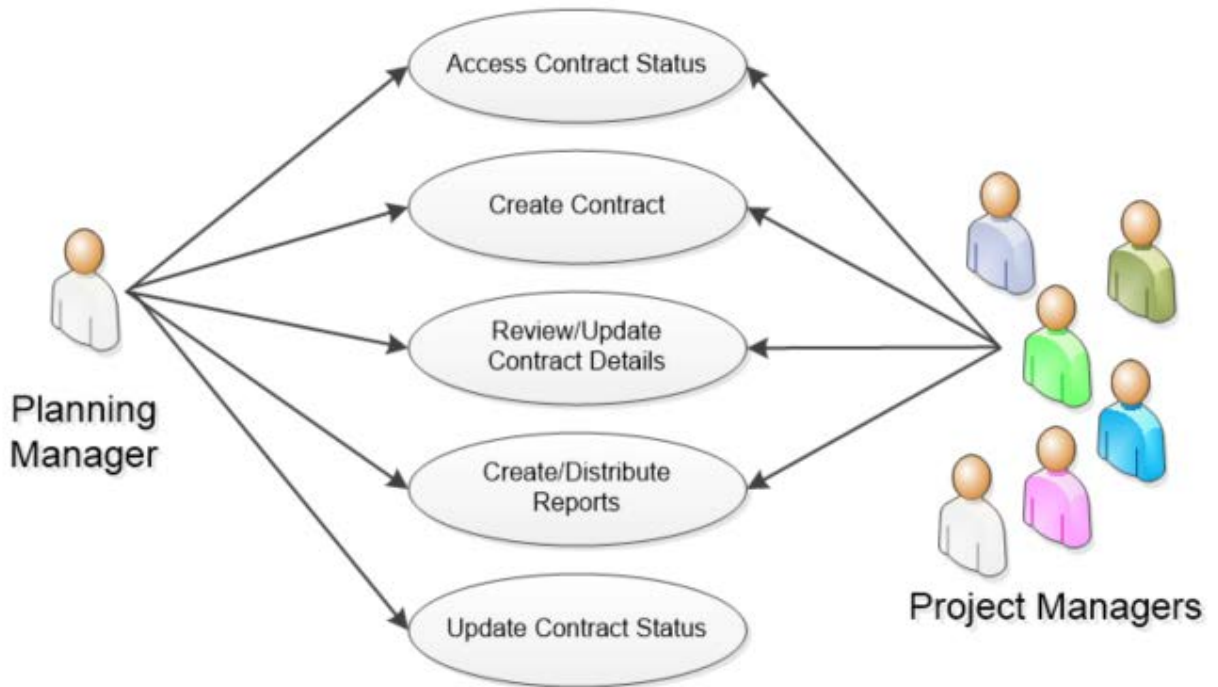 Access Contract Status
Create Contract
Review/Update
Contract Details
Create/Distribute
Reports
Update Contract Status
Planning
Manager
Project Managers